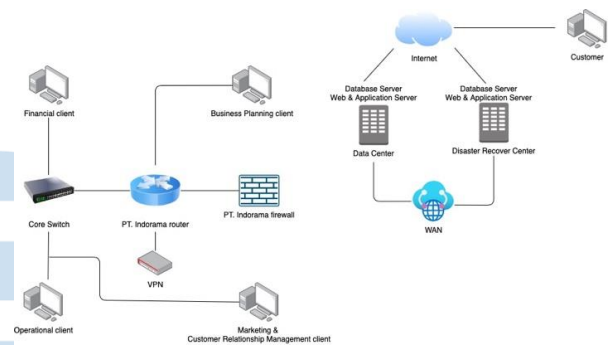 Internet
Customer
Financial client
Business Planning client
Database Server
Web & Application Server
Database Server
Web & Application Server
Data Center
Disaster Recover Center
Core Switch
PT. Indorama router
PT. Indorama firewall
WAN
VPN
Operational client
Marketing &
Customer Relationship Management client